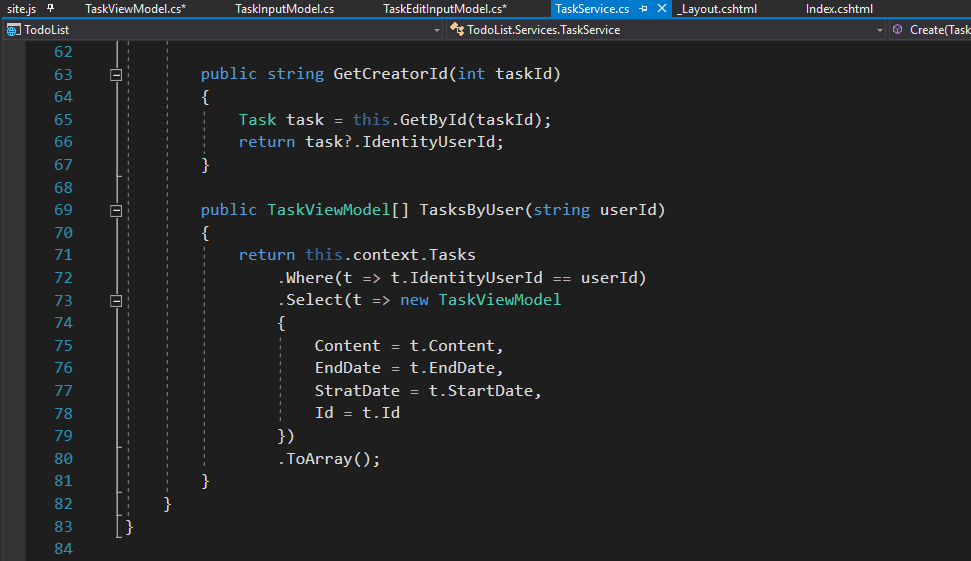 site.js TaskViewModel.cs* TaskInputModel.cs TaskEditInputModel.cs* TaskService.cs _Layout.cshtml Index.cshtml
TodoList TodoList.Services.TaskService Create(Task
62
63 public string GetCreatorId(int taskId)
64 {
65 Task task = this.GetById(taskId);
66 return task?.IdentityUserId;
67 }
68
69 public TaskViewModel[] TasksByUser(string userId)
70 {
71 return this.context.Tasks
72 .Where(t => t.IdentityUserId == userId)
73 .Select(t => new TaskViewModel
74 {
75 Content = t.Content,
76 EndDate = t.EndDate,
77 StratDate = t.StartDate,
78 Id = t.Id
79 })
80 .ToArray();
81 }
82 }
83 }
84